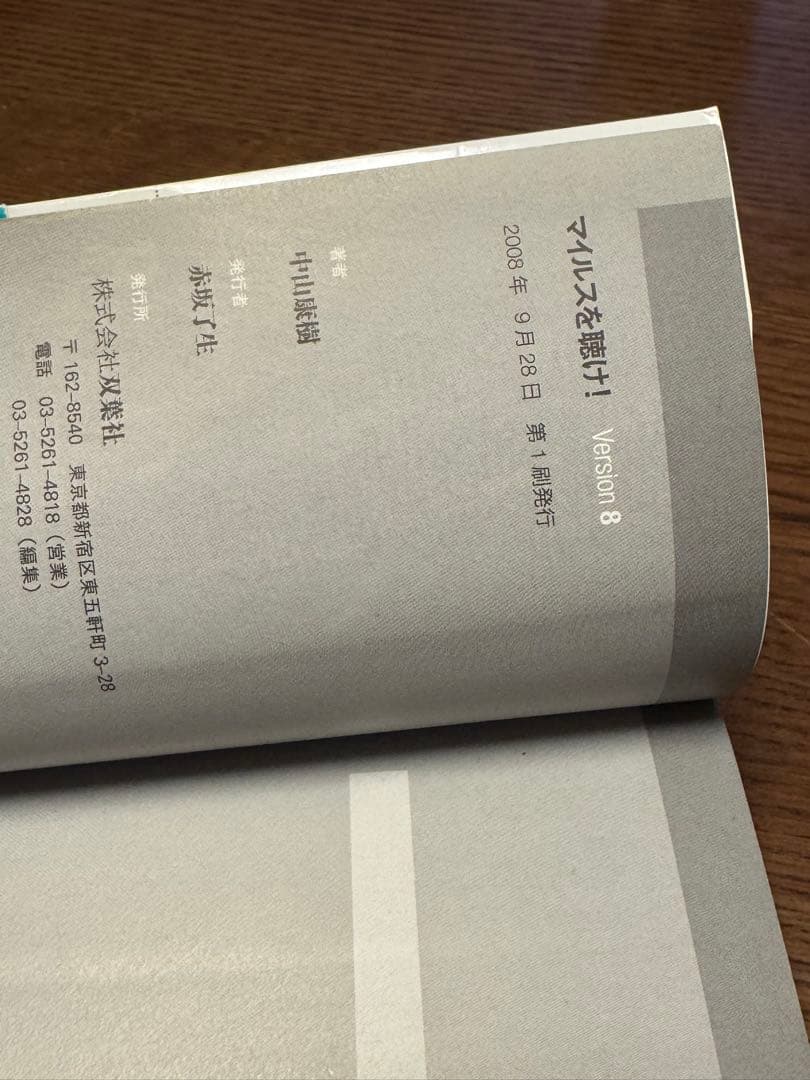 マイルスを聴け! Version 8
2008年 9月28日 第1刷発行
著者
中山康樹
発行者
赤坂了生
発行所
株式会社双葉社
〒162-8540 東京都新宿区東五軒町3-28
電話 03-5261-4818(営業)
03-5261-4828(編集)